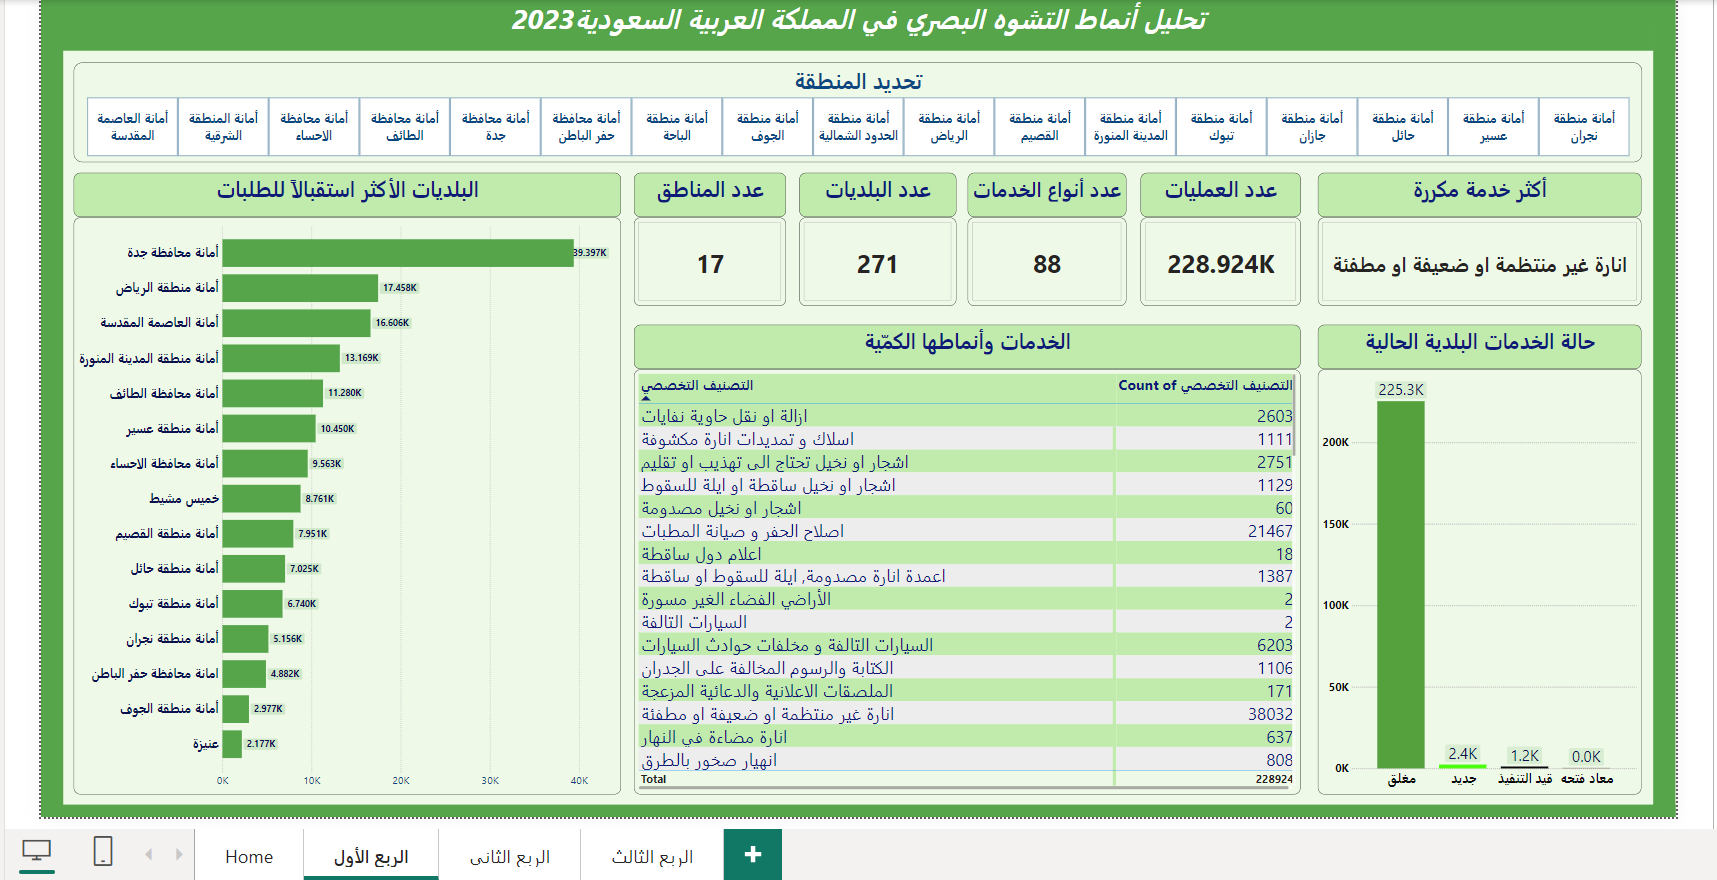 تحليل أنماط التشوه البصري في المملكة العربية السعودية2023
تحديد المنطقة
أمانة منطقة نجران
أمانة منطقة عسير
أمانة منطقة حائل
أمانة منطقة جازان
أمانة منطقة تبوك
أمانة منطقة المدينة المنورة
أمانة منطقة القصيم
أمانة منطقة الرياض
أمانة منطقة الحدود الشمالية
أمانة منطقة الجوف
أمانة منطقة الباحة
أمانة محافظة حفر الباطن
أمانة محافظة جدة
أمانة محافظة الطائف
أمانة محافظة الاحساء
أمانة المنطقة الشرقية
أمانة العاصمة المقدسة
أكثر خدمة مكررة
انارة غير منتظمة او ضعيفة او مطفئة
عدد العمليات
228.924K
عدد أنواع الخدمات
88
عدد البلديات
271
عدد المناطق
17
البلديات الأكثر استقبالاً للطلبات
أمانة محافظة جدة 39.397K
أمانة منطقة الرياض 17.458K
أمانة العاصمة المقدسة 16.606K
أمانة منطقة المدينة المنورة 13.169K
أمانة محافظة الطائف 11.280K
أمانة منطقة عسير 10.450K
أمانة محافظة الاحساء 9.563K
خميس مشيط 8.761K
أمانة منطقة القصيم 7.951K
أمانة منطقة حائل 7.025K
أمانة منطقة تبوك 6.740K
أمانة منطقة نجران 5.156K
امانة محافظة حفر الباطن 4.882K
أمانة منطقة الجوف 2.977K
عنيزة 2.177K
0K 10K 20K 30K 40K
حالة الخدمات البلدية الحالية
225.3K
200K
150K
100K
50K
0K
2.4K 1.2K 0.0K
مغلق جديد قيد التنفيذ معاد فتحه
الخدمات وأنماطها الكمّية
التصنيف التخصصي Count of التصنيف التخصصي
ازالة او نقل حاوية نفايات 2603
اسلاك و تمديدات انارة مكشوفة 1111
اشجار او نخيل تحتاج الى تهذيب او تقليم 2751
اشجار او نخيل ساقطة او ايلة للسقوط 1129
اشجار او نخيل مصدومة 60
اصلاح الحفر و صيانة المطبات 21467
اعلام دول ساقطة 18
اعمدة انارة مصدومة, ايلة للسقوط او ساقطة 1387
الأراضي الفضاء الغير مسورة 2
السيارات التالفة 2
السيارات التالفة و مخلفات حوادث السيارات 6203
الكتابة والرسوم المخالفة على الجدران 1106
الملصقات الاعلانية والدعائية المزعجة 171
انارة غير منتظمة او ضعيفة او مطفئة 38032
انارة مضاءة في النهار 637
انهيار صخور بالطرق 808
Total 228924
Home
الربع الأول
الربع الثاني
الربع الثالث